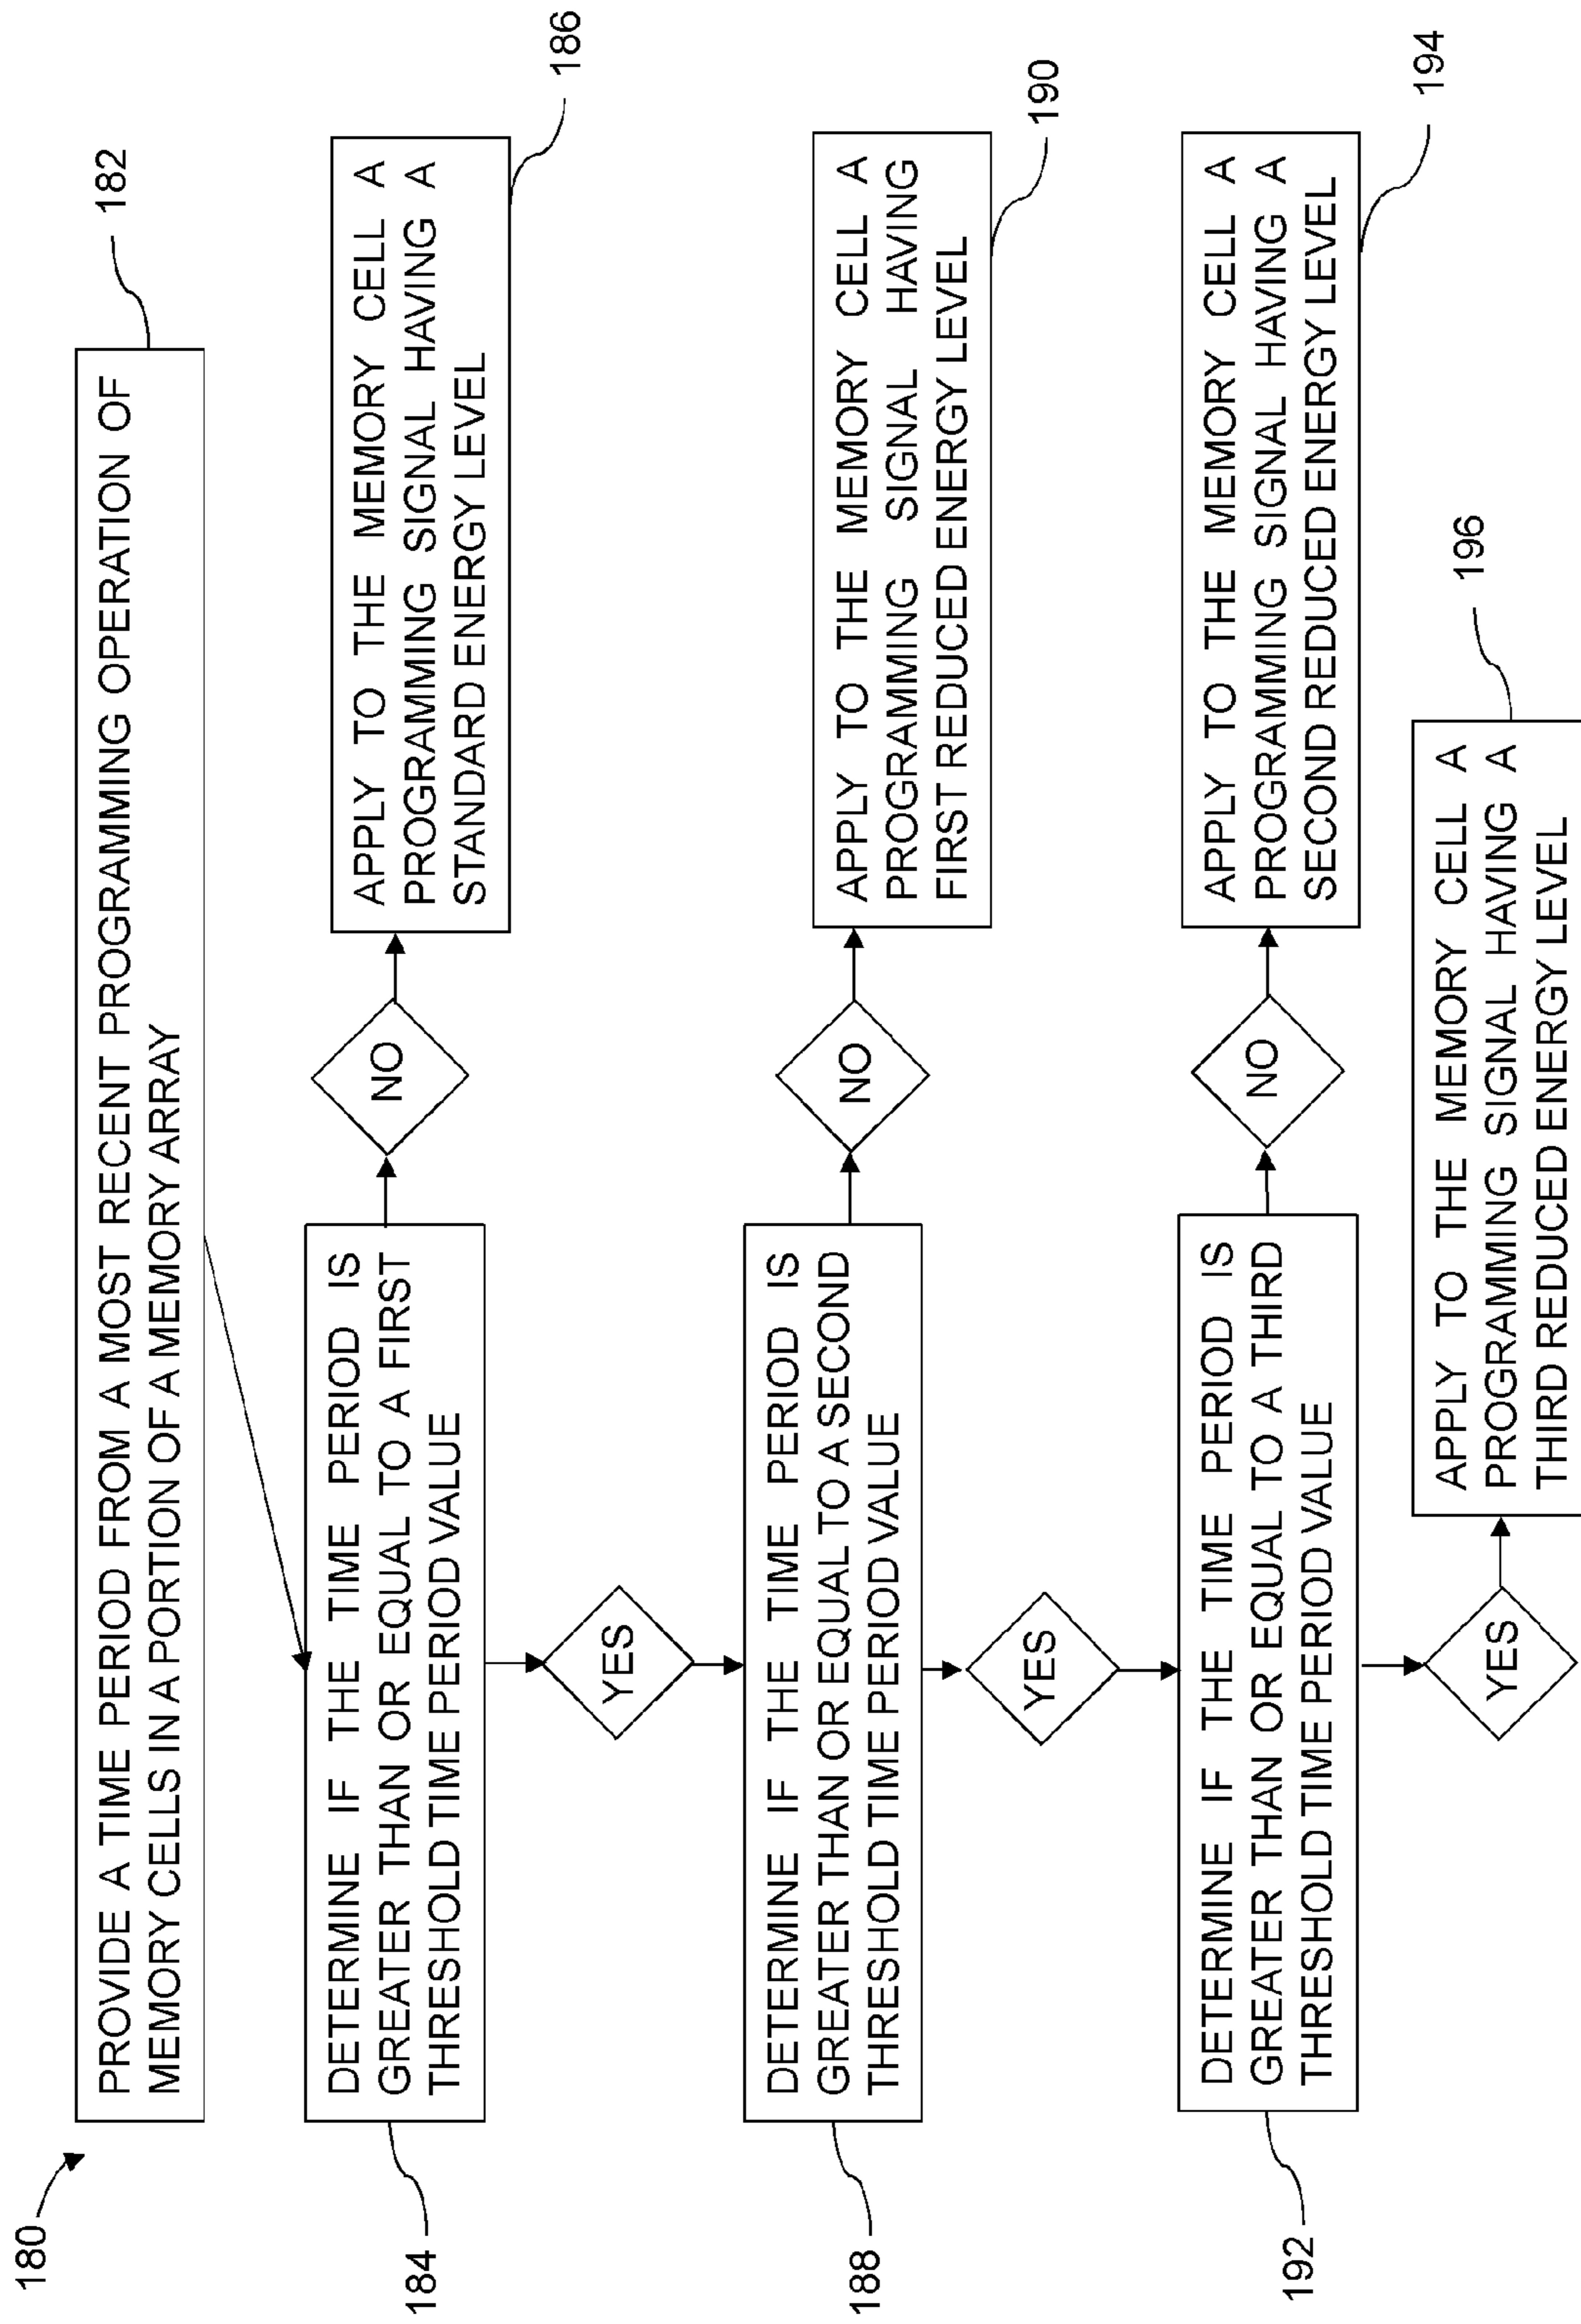 180
182
PROVIDE A TIME PERIOD FROM A MOST RECENT PROGRAMMING OPERATION OF
MEMORY CELLS IN A PORTION OF A MEMORY ARRAY
184
DETERMINE IF THE TIME PERIOD IS
GREATER THAN OR EQUAL TO A FIRST
THRESHOLD TIME PERIOD VALUE
NO
APPLY TO THE MEMORY CELL A
PROGRAMING SIGNAL HAVING A
STANDARD ENERGY LEVEL
186
YES
188
DETERMINE IF THE TIME PERIOD IS
GREATER THAN OR EQUAL TO A SECOND
THRESHOLD TIME PERIOD VALUE
NO
APPLY TO THE MEMORY CELL A
PROGRAMMING SIGNAL HAVING
FIRST REDUCED ENERGY LEVEL
190
YES
192
DETERMINE IF THE TIME PERIOD IS
GREATER THAN OR EQUAL TO A THIRD
THRESHOLD TIME PERIOD VALUE
NO
APPLY TO THE MEMORY CELL A
PROGRAMING SIGNAL HAVING A
SECOND REDUCED ENERGY LEVEL
194
YES
APPLY TO THE MEMORY CELL A
PROGRAMMING SIGNAL HAVING A
THIRD REDUCED ENERGY LEVEL
196